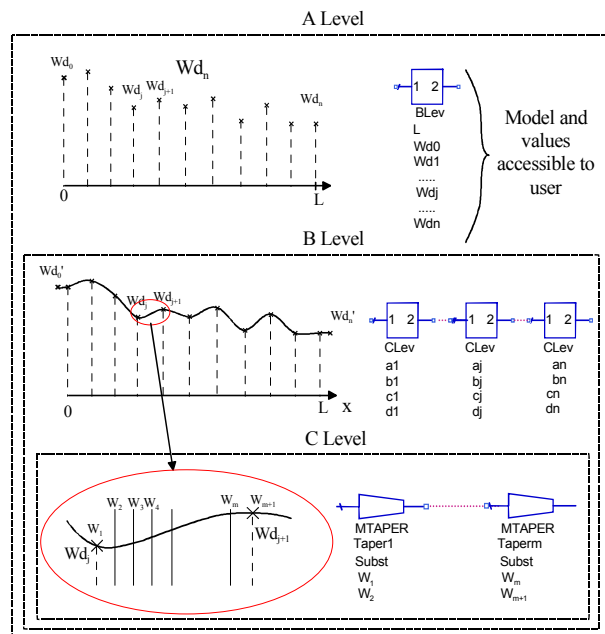 A Level
Wd0
Wdn
Wdj
Wdj+1
Wdn
0
L
1 2
BLev
L
Wd0
Wd1
.....
Wdj
.....
Wdn
Model and
values
accessible to
user
B Level
Wd0'
Wdj
Wdj+1
Wdn'
0
L
x
1 2
1 2
1 2
CLev
CLev
CLev
a1
aj
an
b1
bj
bn
c1
cj
cn
d1
dj
dn
C Level
W1
W2
W3
W4
Wm
Wm+1
Wdj
Wdj+1
MTAPER
MTAPER
Taper1
Taperm
Subst
Subst
W1
Wm
W2
Wm+1